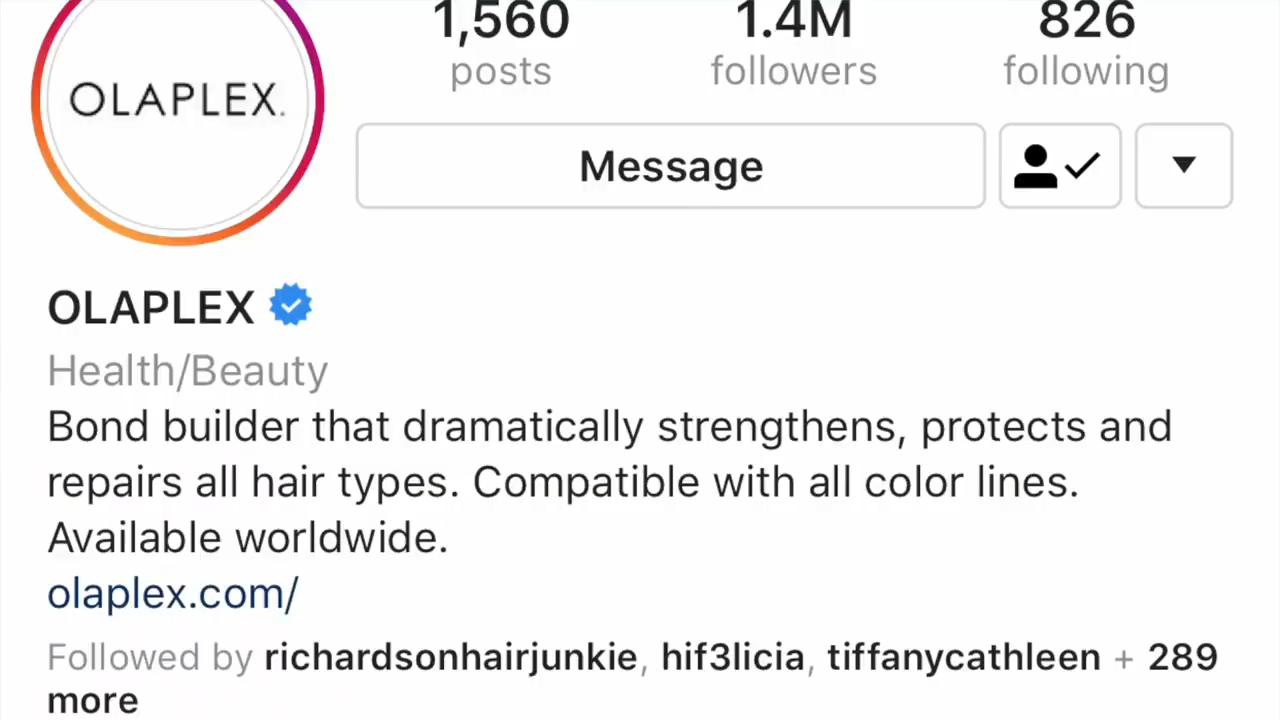 OLAPLEX.
1,560 1.4M 826
posts followers following
Message
OLAPLEX
Health/Beauty
Bond builder that dramatically strengthens, protects and
repairs all hair types. Compatible with all color lines.
Available worldwide.
olaplex.com/
Followed by richardsonhairjunkie, hif3licia, tiffanycathleen + 289
more